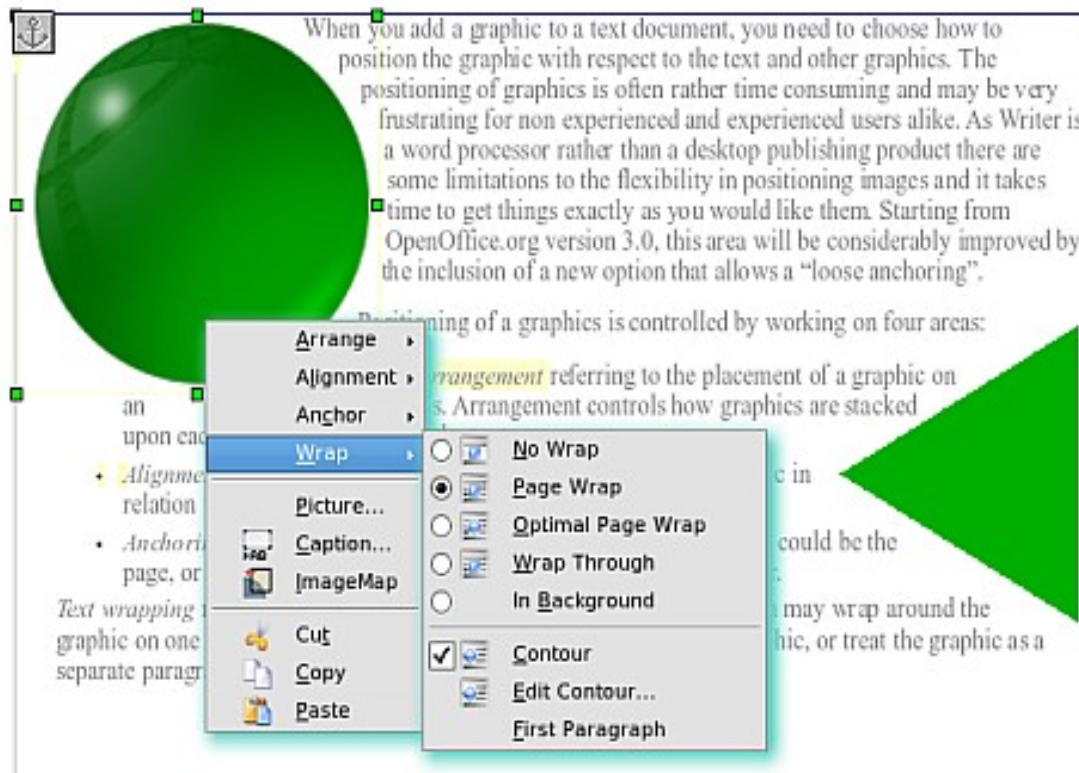 When you add a graphic to a text document, you need to choose how to
position the graphic with respect to the text and other graphics. The
positioning of graphics is often rather time consuming and may be very
frustrating for non experienced and experienced users alike. As Writer is
a word processor rather than a desktop publishing product there are
some limitations to the flexibility in positioning images and it takes
time to get things exactly as you would like them. Starting from
OpenOffice.org version 3.0, this area will be considerably improved by
the inclusion of a new option that allows a “loose anchoring”.
Positioning of a graphics is controlled by working on four areas:
rrangement referring to the placement of a graphic on
an s. Arrangement controls how graphics are stacked
upon eac
• Alignme c in
relation
• Anchori could be the
page, or
Text wrapping may wrap around the
graphic on one hic, or treat the graphic as a
separate paragr
Arrange
Alignment
Anchor
Wrap
Picture...
Caption...
ImageMap
Cut
Copy
Paste
No Wrap
Page Wrap
Optimal Page Wrap
Wrap Through
In Background
Contour
Edit Contour...
First Paragraph